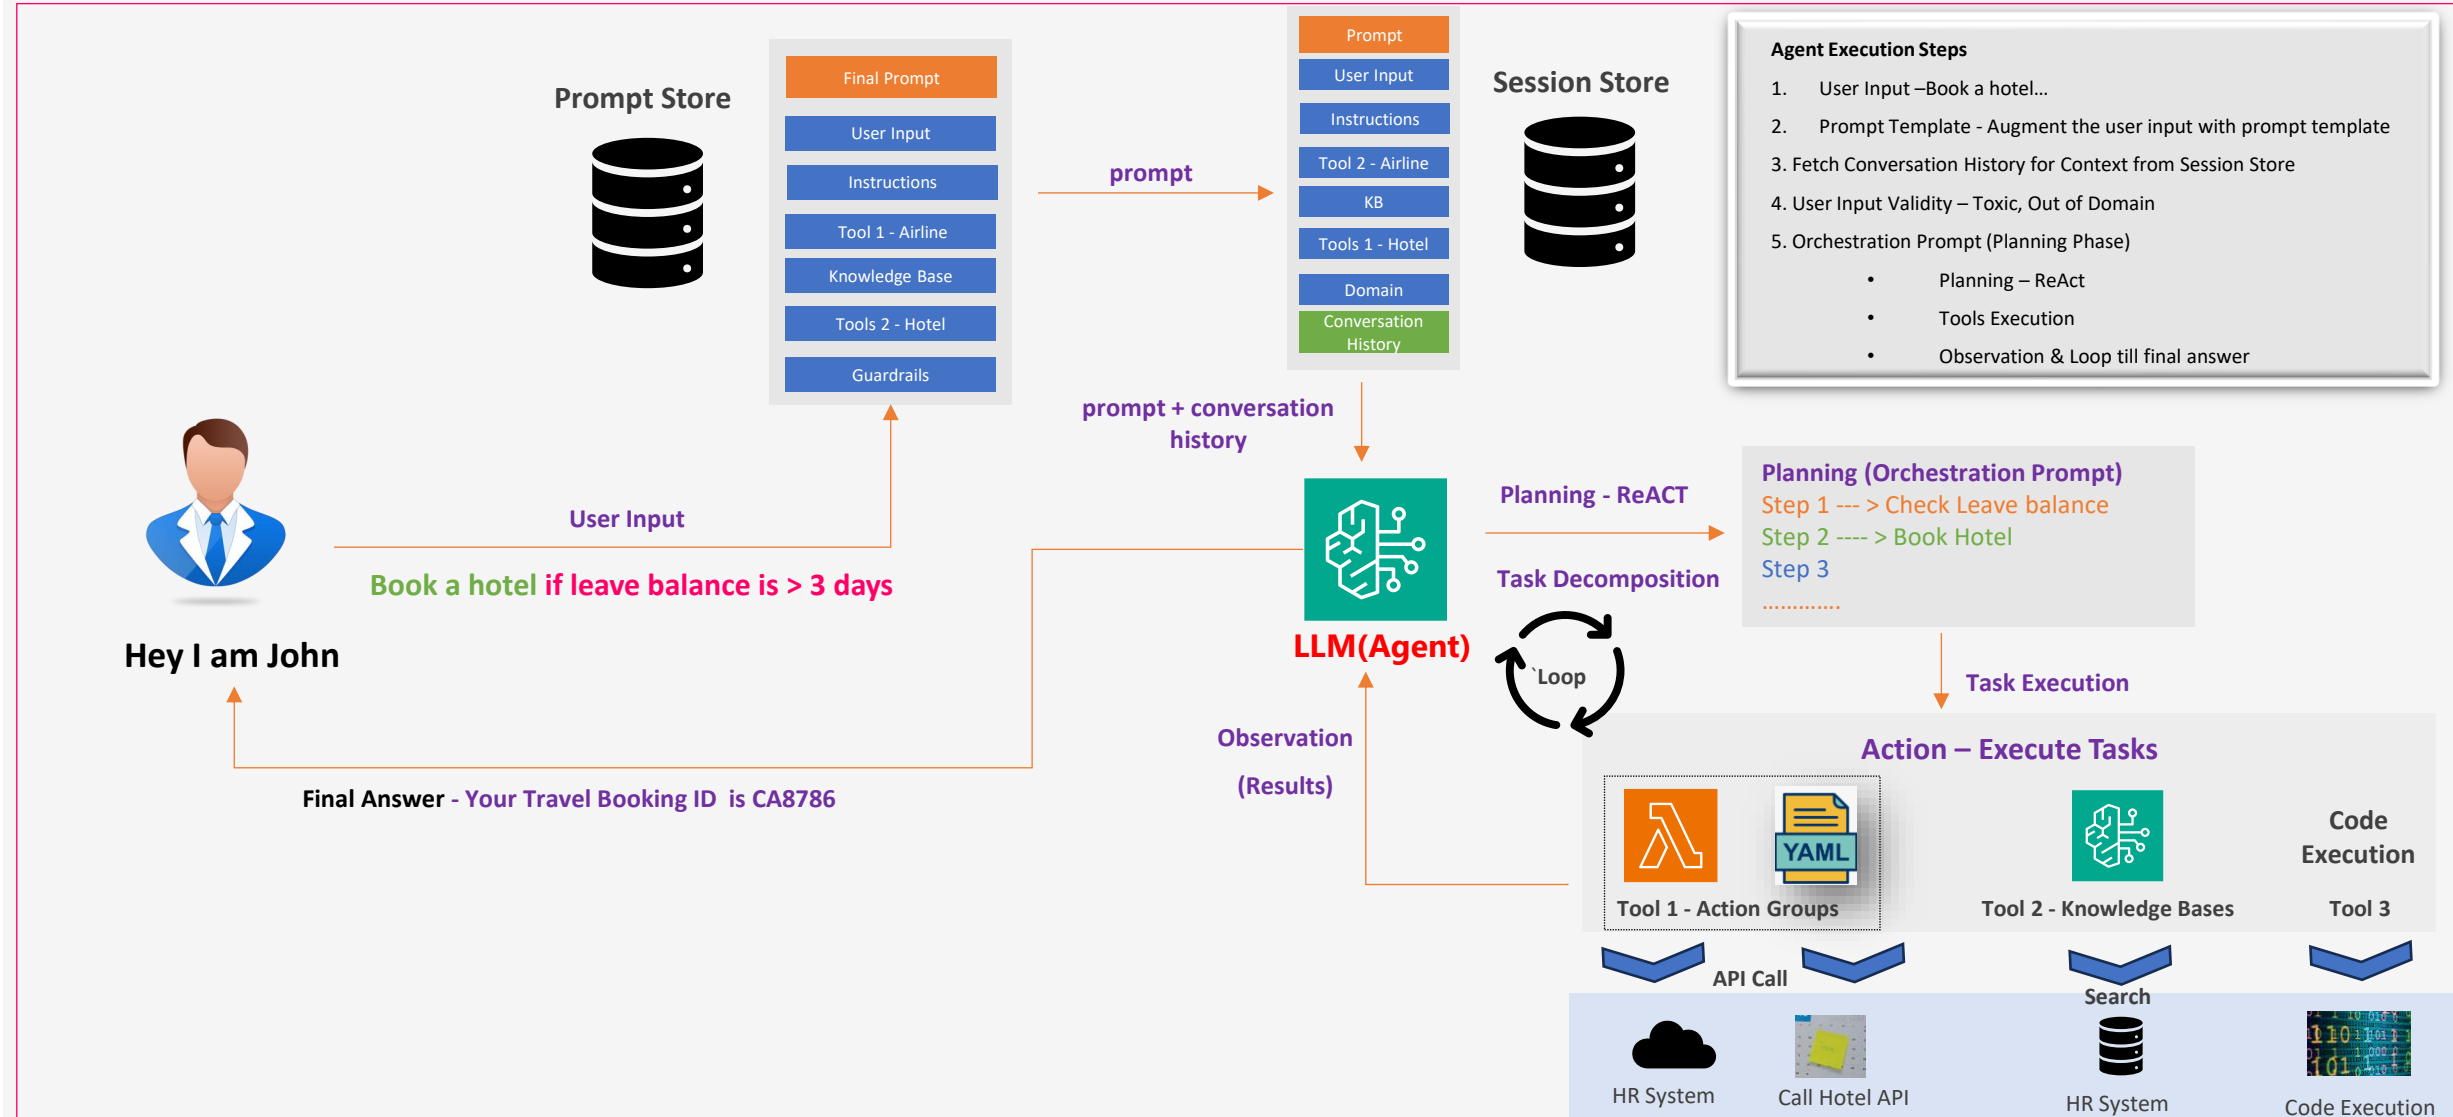 Prompt Store
Final Prompt
User Input
Instructions
Tool 1 - Airline
Knowledge Base
Tools 2 - Hotel
Guardrails
prompt
Prompt
User Input
Instructions
Tool 2 - Airline
KB
Tools 1 - Hotel
Domain
Conversation
History
Session Store
Agent Execution Steps
1. User Input –Book a hotel…
2. Prompt Template - Augment the user input with prompt template
3. Fetch Conversation History for Context from Session Store
4. User Input Validity – Toxic, Out of Domain
5. Orchestration Prompt (Planning Phase)
• Planning – ReAct
• Tools Execution
• Observation & Loop till final answer
prompt + conversation
history
User Input
Book a hotel if leave balance is > 3 days
Hey I am John
LLM(Agent)
Planning - ReACT
Task Decomposition
`Loop
Planning (Orchestration Prompt)
Step 1 --- > Check Leave balance
Step 2 ---- > Book Hotel
Step 3
………….
Task Execution
Observation
(Results)
Final Answer - Your Travel Booking ID is CA8786
Action – Execute Tasks
YAML
Code
Execution
Tool 1 - Action Groups
Tool 2 - Knowledge Bases
Tool 3
API Call
Search
HR System
Call Hotel API
HR System
Code Execution